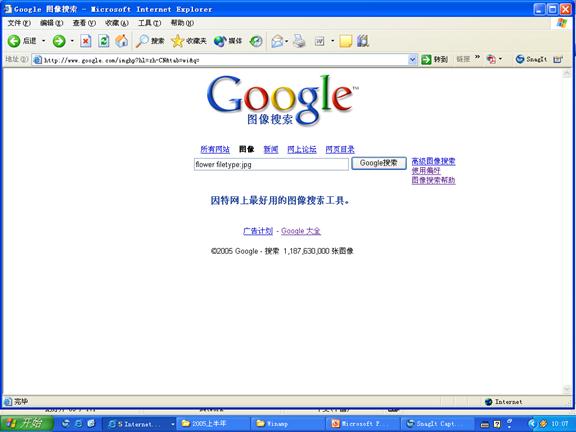 Google 图像搜索 - Microsoft Internet Explorer
文件(F) 编辑(E) 查看(V) 收藏(A) 工具(T) 帮助(H)
后退 搜索 收藏夹 媒体
地址(D) http://www.google.com/imghp?hl=zh-CN&tab=wi&q= 转到 链接 SnagIt
Google™
图像搜索
所有网站 图像 新闻 网上论坛 网页目录
flower filetype:jpg Google搜索 高级图像搜索
使用偏好
图像搜索帮助
因特网上最好用的图像搜索工具。
广告计划 - Google 大全
©2005 Google - 搜索 1,187,630,000 张图像
完毕 Internet
开始 5 Internet... 2005上半年 Winamp Microsoft P... SnagIt Capt... 10:07